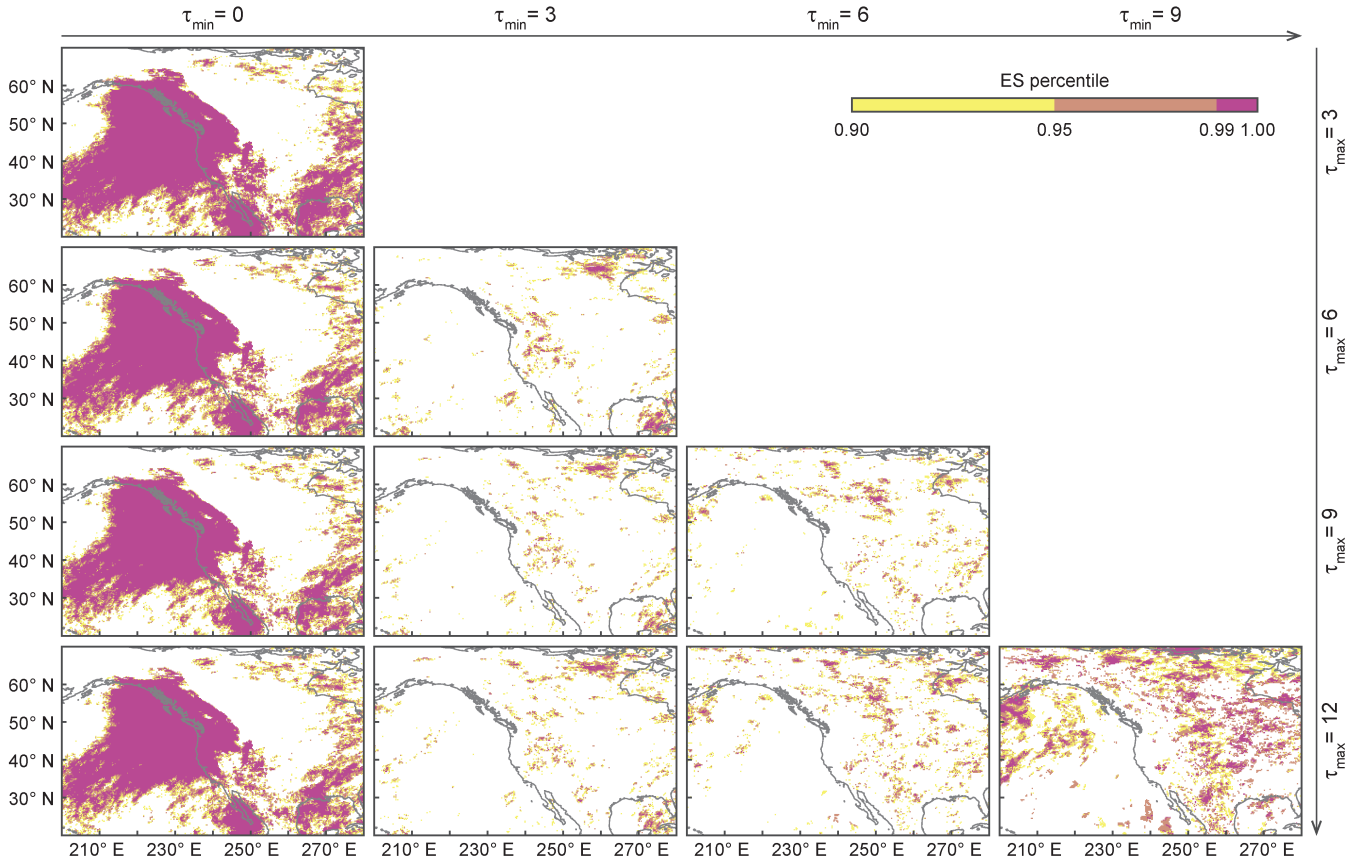 τmin = 0 τmin = 3 τmin = 6 τmin = 9
ES percentile
0.90 0.95 0.99 1.00
60° N
50° N
40° N
30° N
τmax = 3
60° N
50° N
40° N
30° N
τmax = 6
60° N
50° N
40° N
30° N
τmax = 9
60° N
50° N
40° N
30° N
τmax = 12
210° E 230° E 250° E 270° E 210° E 230° E 250° E 270° E 210° E 230° E 250° E 270° E 210° E 230° E 250° E 270° E